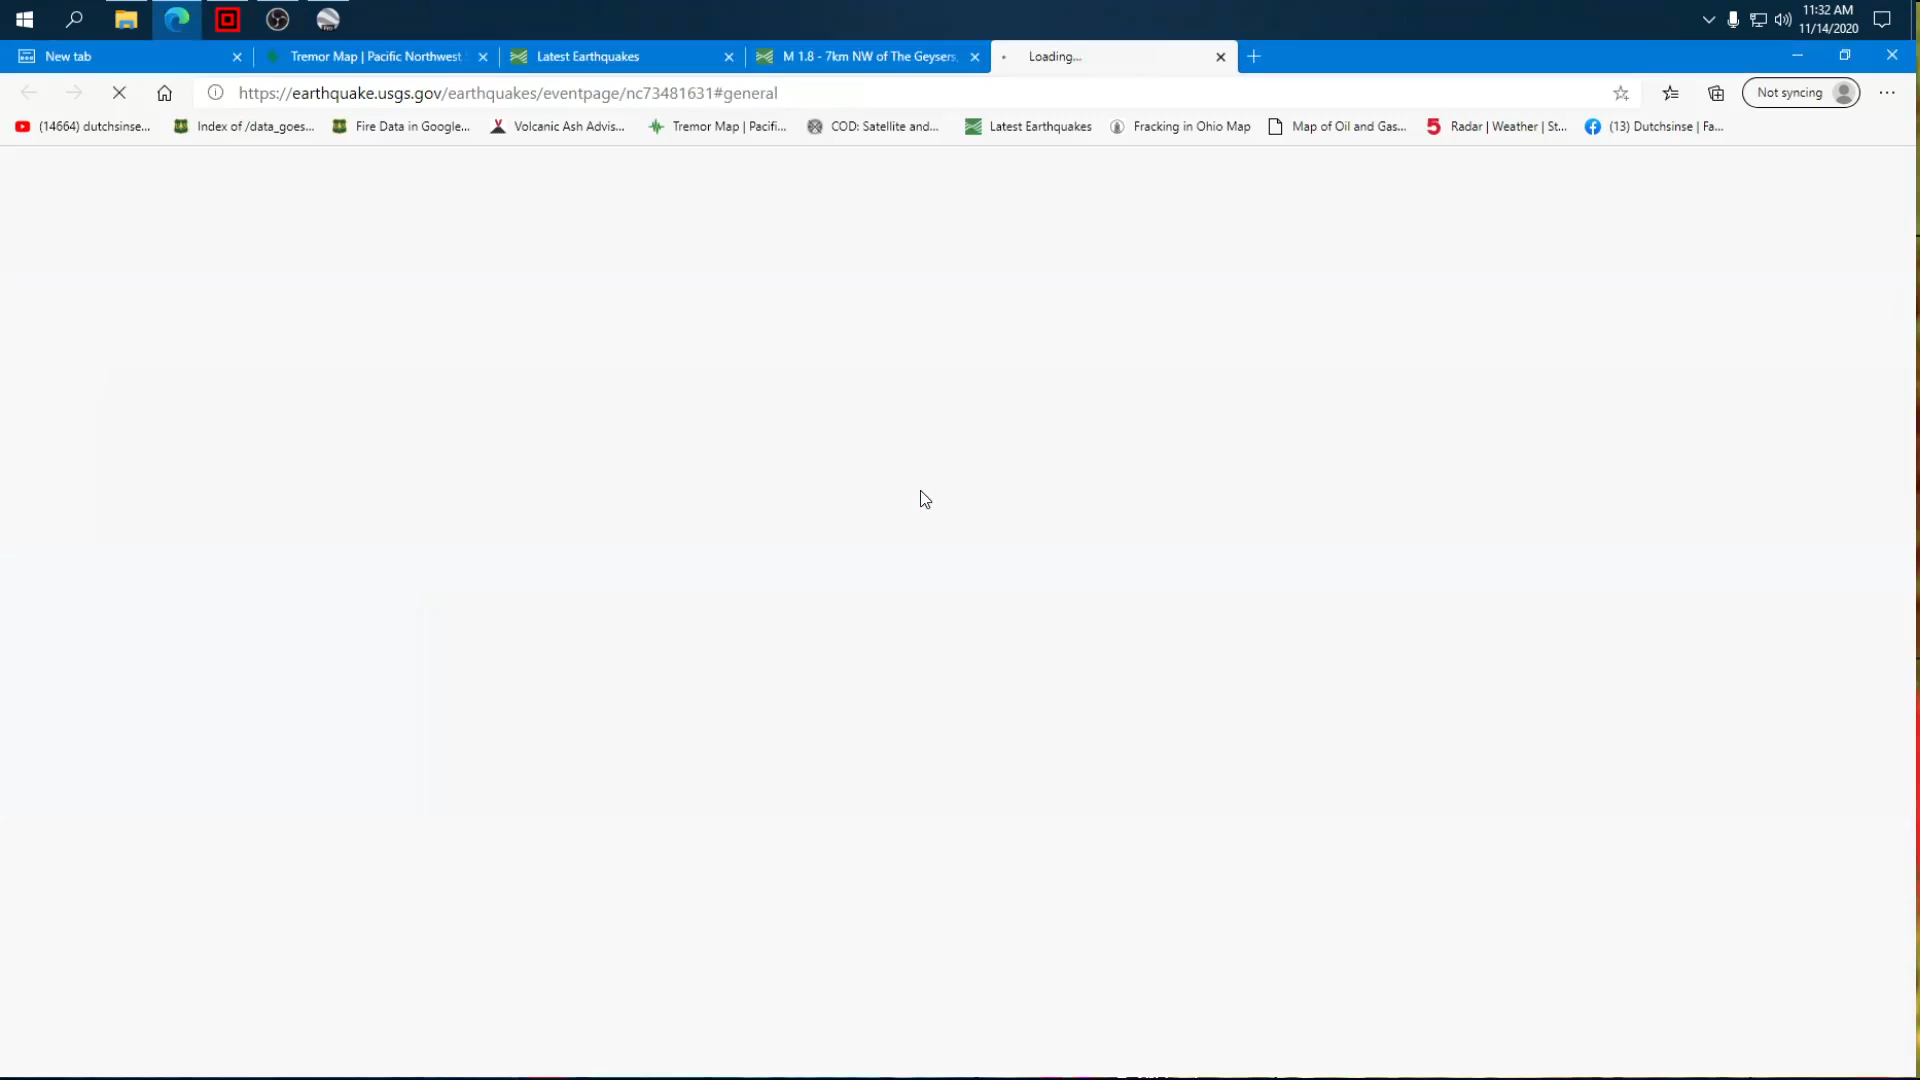 11:32 AM
11/14/2020
New tab
Tremor Map | Pacific Northwest
Latest Earthquakes
M 1.8 - 7km NW of The Geysers,
Loading...
https://earthquake.usgs.gov/earthquakes/eventpage/nc73481631#general
Not syncing
(14664) dutchsinse...
Index of /data_goes...
Fire Data in Google...
Volcanic Ash Advis...
Tremor Map | Pacifi...
COD: Satellite and...
Latest Earthquakes
Fracking in Ohio Map
Map of Oil and Gas...
5
Radar | Weather | St...
(13) Dutchsinse | Fa...